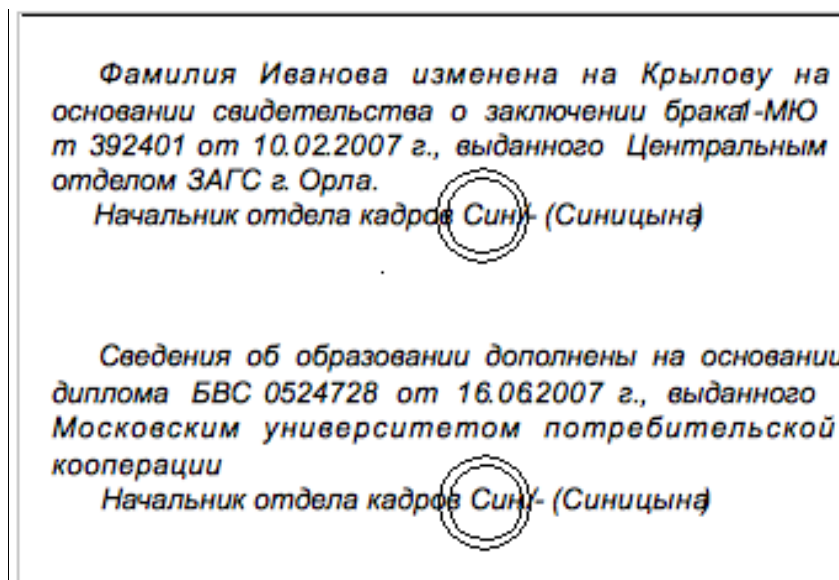 Фамилия Иванова изменена на Крылову на
основании свидетельства о заключении брака1-МЮ
т 392401 от 10.02.2007 г., выданного Центральным
отделом ЗАГС г. Орла.
Начальник отдела кадров Син/- (Синицына)
Сведения об образовании дополнены на основании
диплома БВС 0524728 от 16.06.2007 г., выданного
Московским университетом потребительской
кооперации
Начальник отдела кадров Син/- (Синицына)